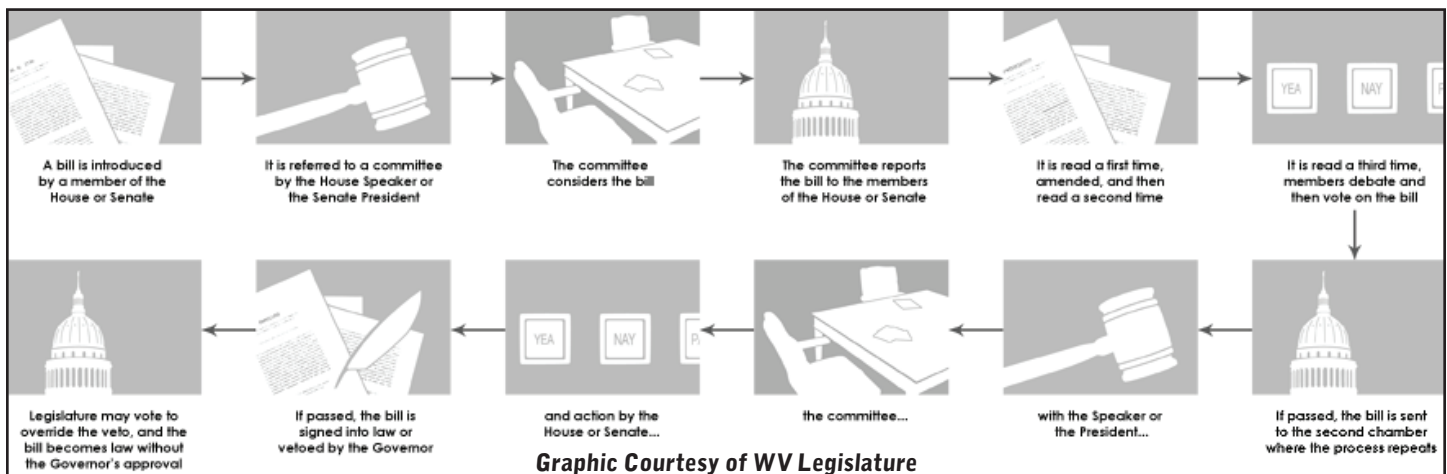 A bill is introduced
by a member of the
House or Senate
It is referred to a committee
by the House Speaker or
the Senate President
The committee
considers the bill
The committee reports
the bill to the members
of the House or Senate
It is read a first time,
amended, and then
read a second time
YEA
NAY
It is read a third time,
members debate and
then vote on the bill
If passed, the bill is sent
to the second chamber
where the process repeats
with the Speaker or
the President...
the committee...
YEA
NAY
and action by the
House or Senate...
If passed, the bill is
signed into law or
vetoed by the Governor
Legislature may vote to
override the veto, and the
bill becomes law without
the Governor's approval
Graphic Courtesy of WV Legislature